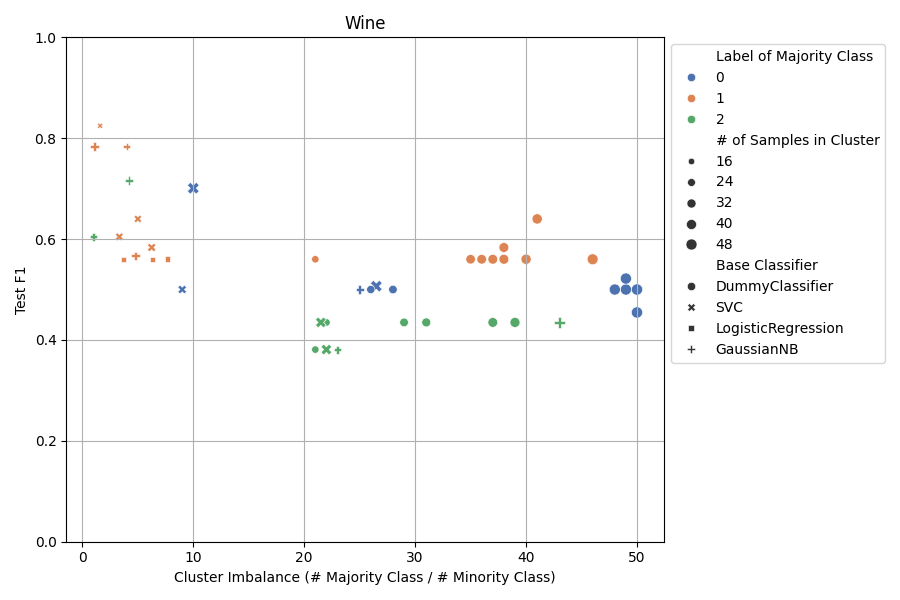 Wine
Test F1
1.0
0.8
0.6
0.4
0.2
0.0
0
10
20
30
40
50
Cluster Imbalance (# Majority Class / # Minority Class)
Label of Majority Class
0
1
2
# of Samples in Cluster
16
24
32
40
48
Base Classifier
DummyClassifier
SVC
LogisticRegression
GaussianNB